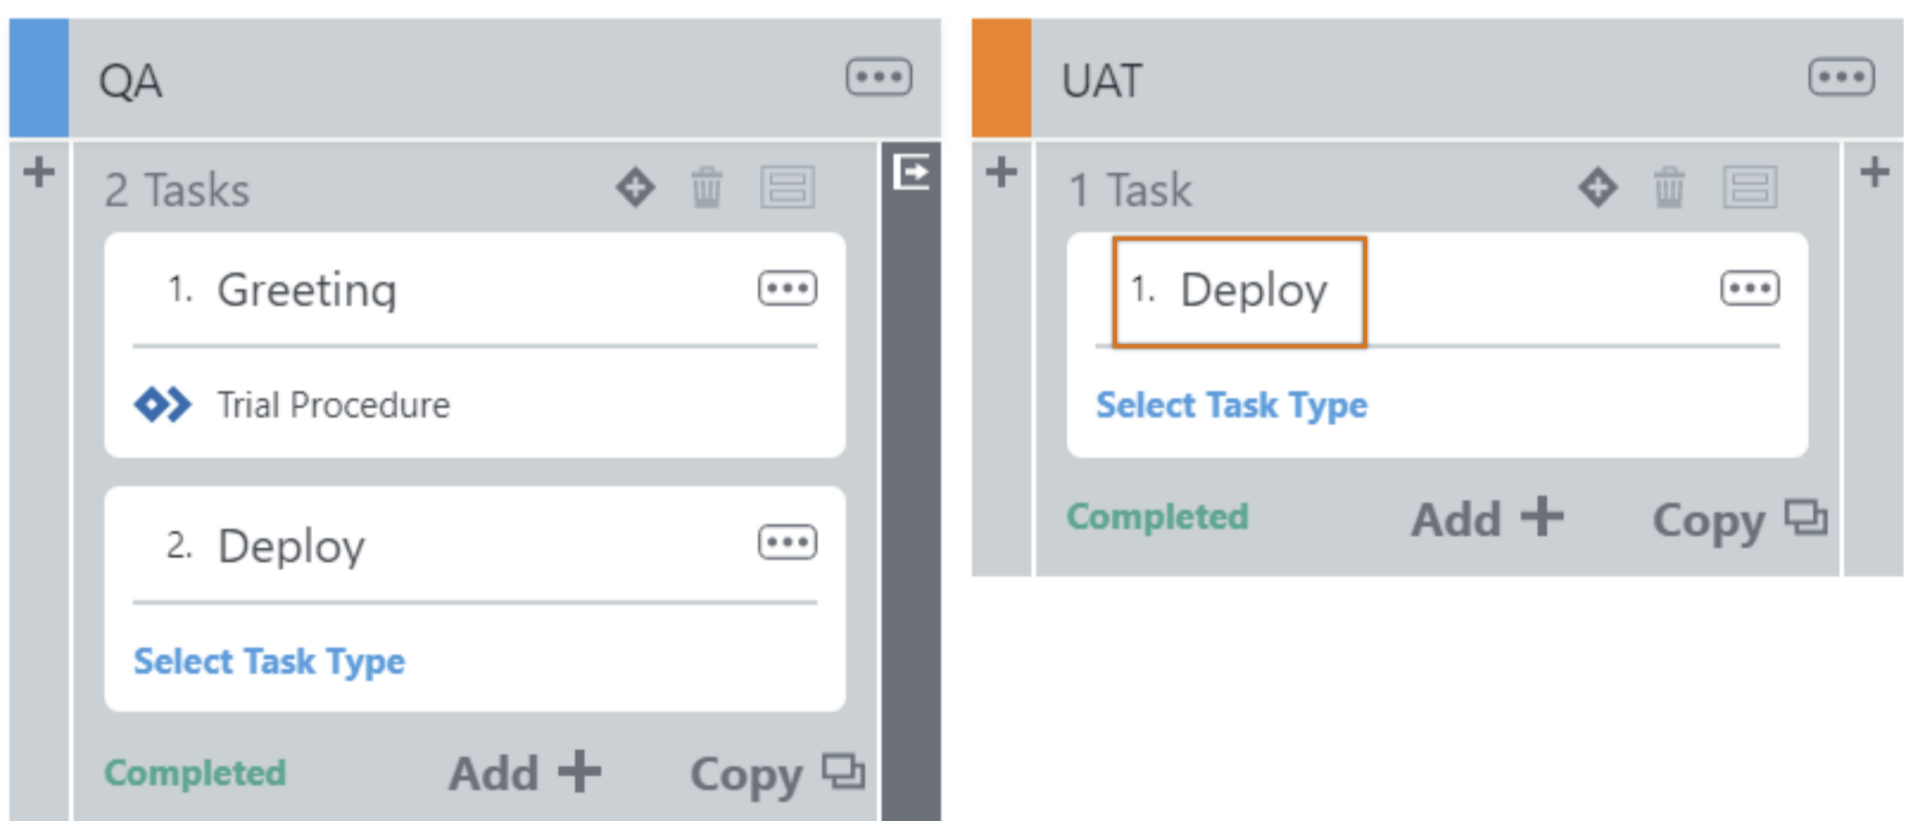 QA
2 Tasks
1. Greeting
Trial Procedure
2. Deploy
Select Task Type
Completed Add Copy
UAT
1 Task
1. Deploy
Select Task Type
Completed Add Copy